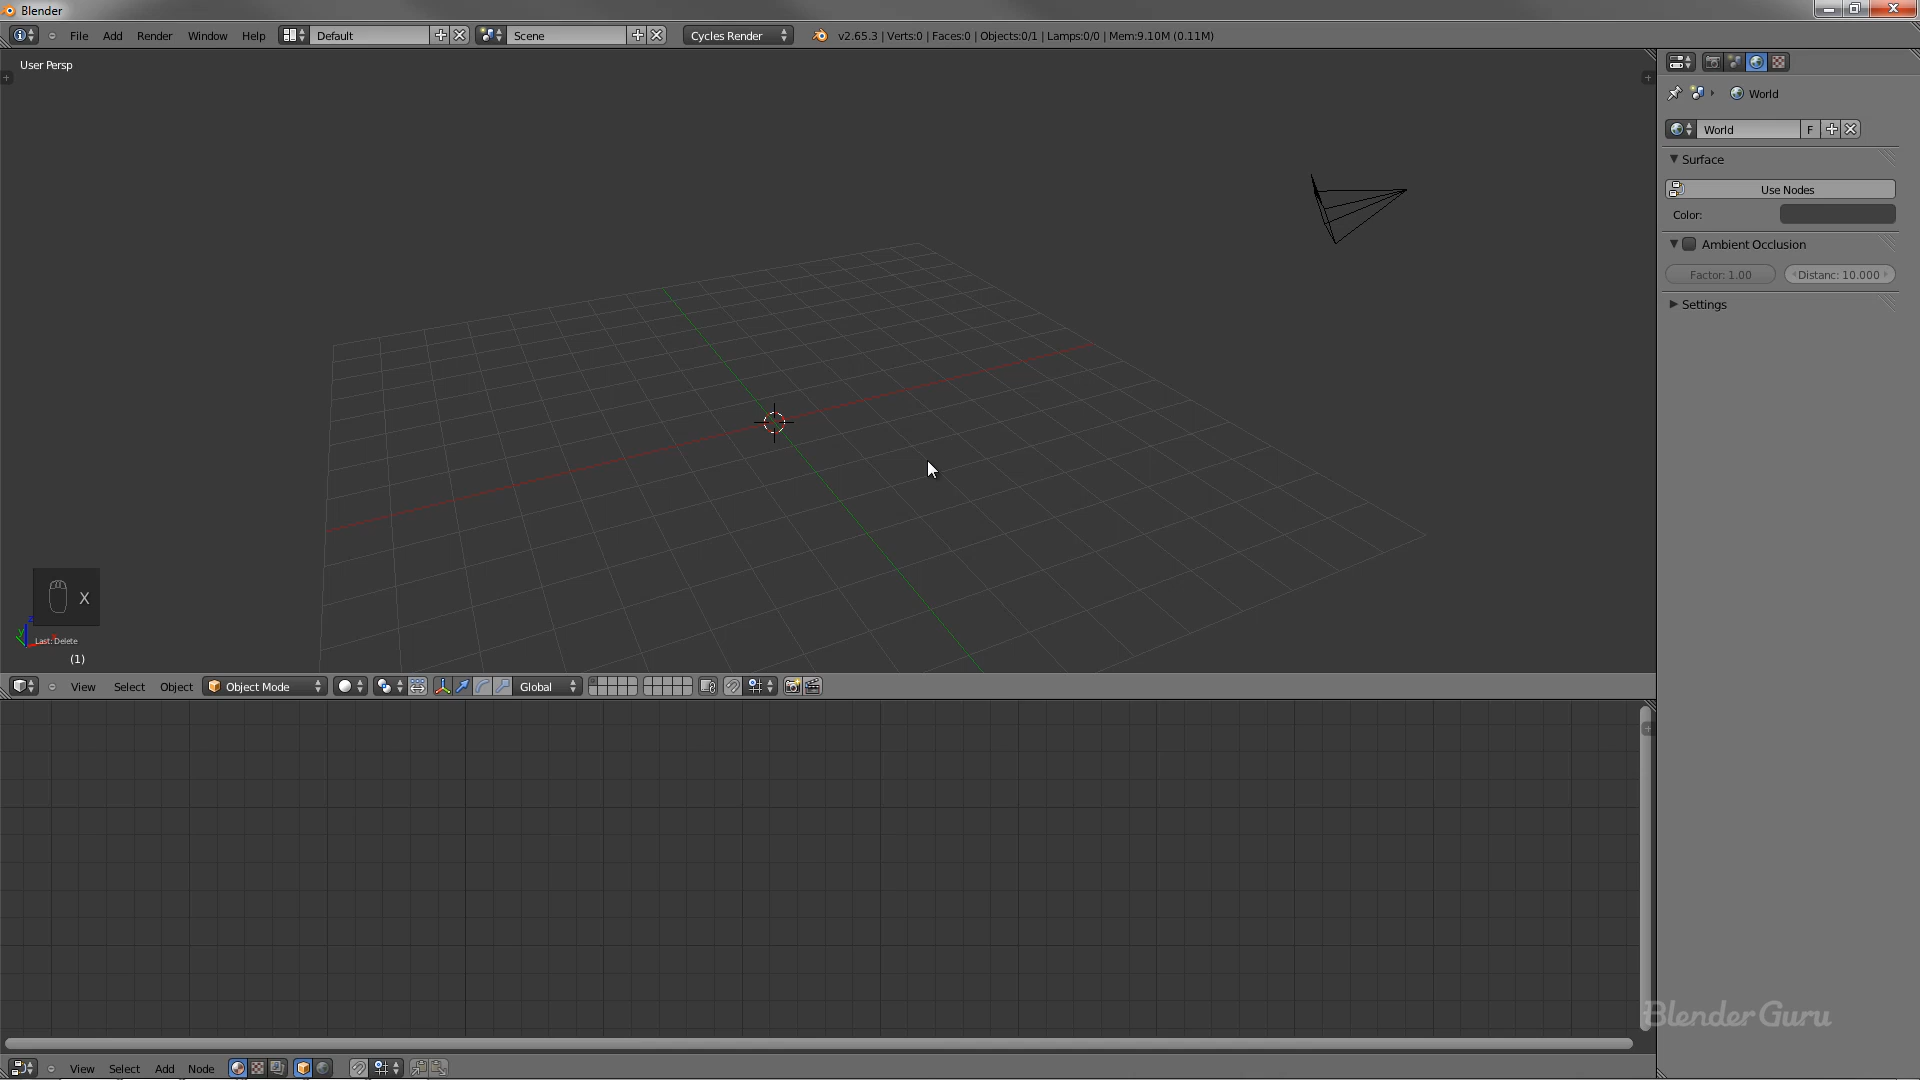 Blender
File Add Render Window Help Default Scene Cycles Render v2.65.3 | Verts:0 | Faces:0 | Objects:0/1 | Lamps:0/0 | Mem:9.10M (0.11M)
User Persp
World
World F
Surface
Use Nodes
Color:
Ambient Occlusion
Factor: 1.00 Distanc: 10.000
Settings
X
z
y
Last: Delete
(1)
View Select Object Object Mode Global
BlenderGuru
View Select Add Node